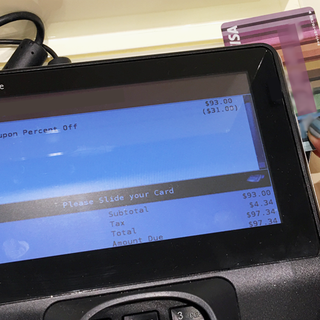 $93.00
upon Percent Off ($31.00)
Please Slide your Card
$93.00
Subtotal $4.34
Tax $97.34
Total $97.34
Amount Due
VISA
3